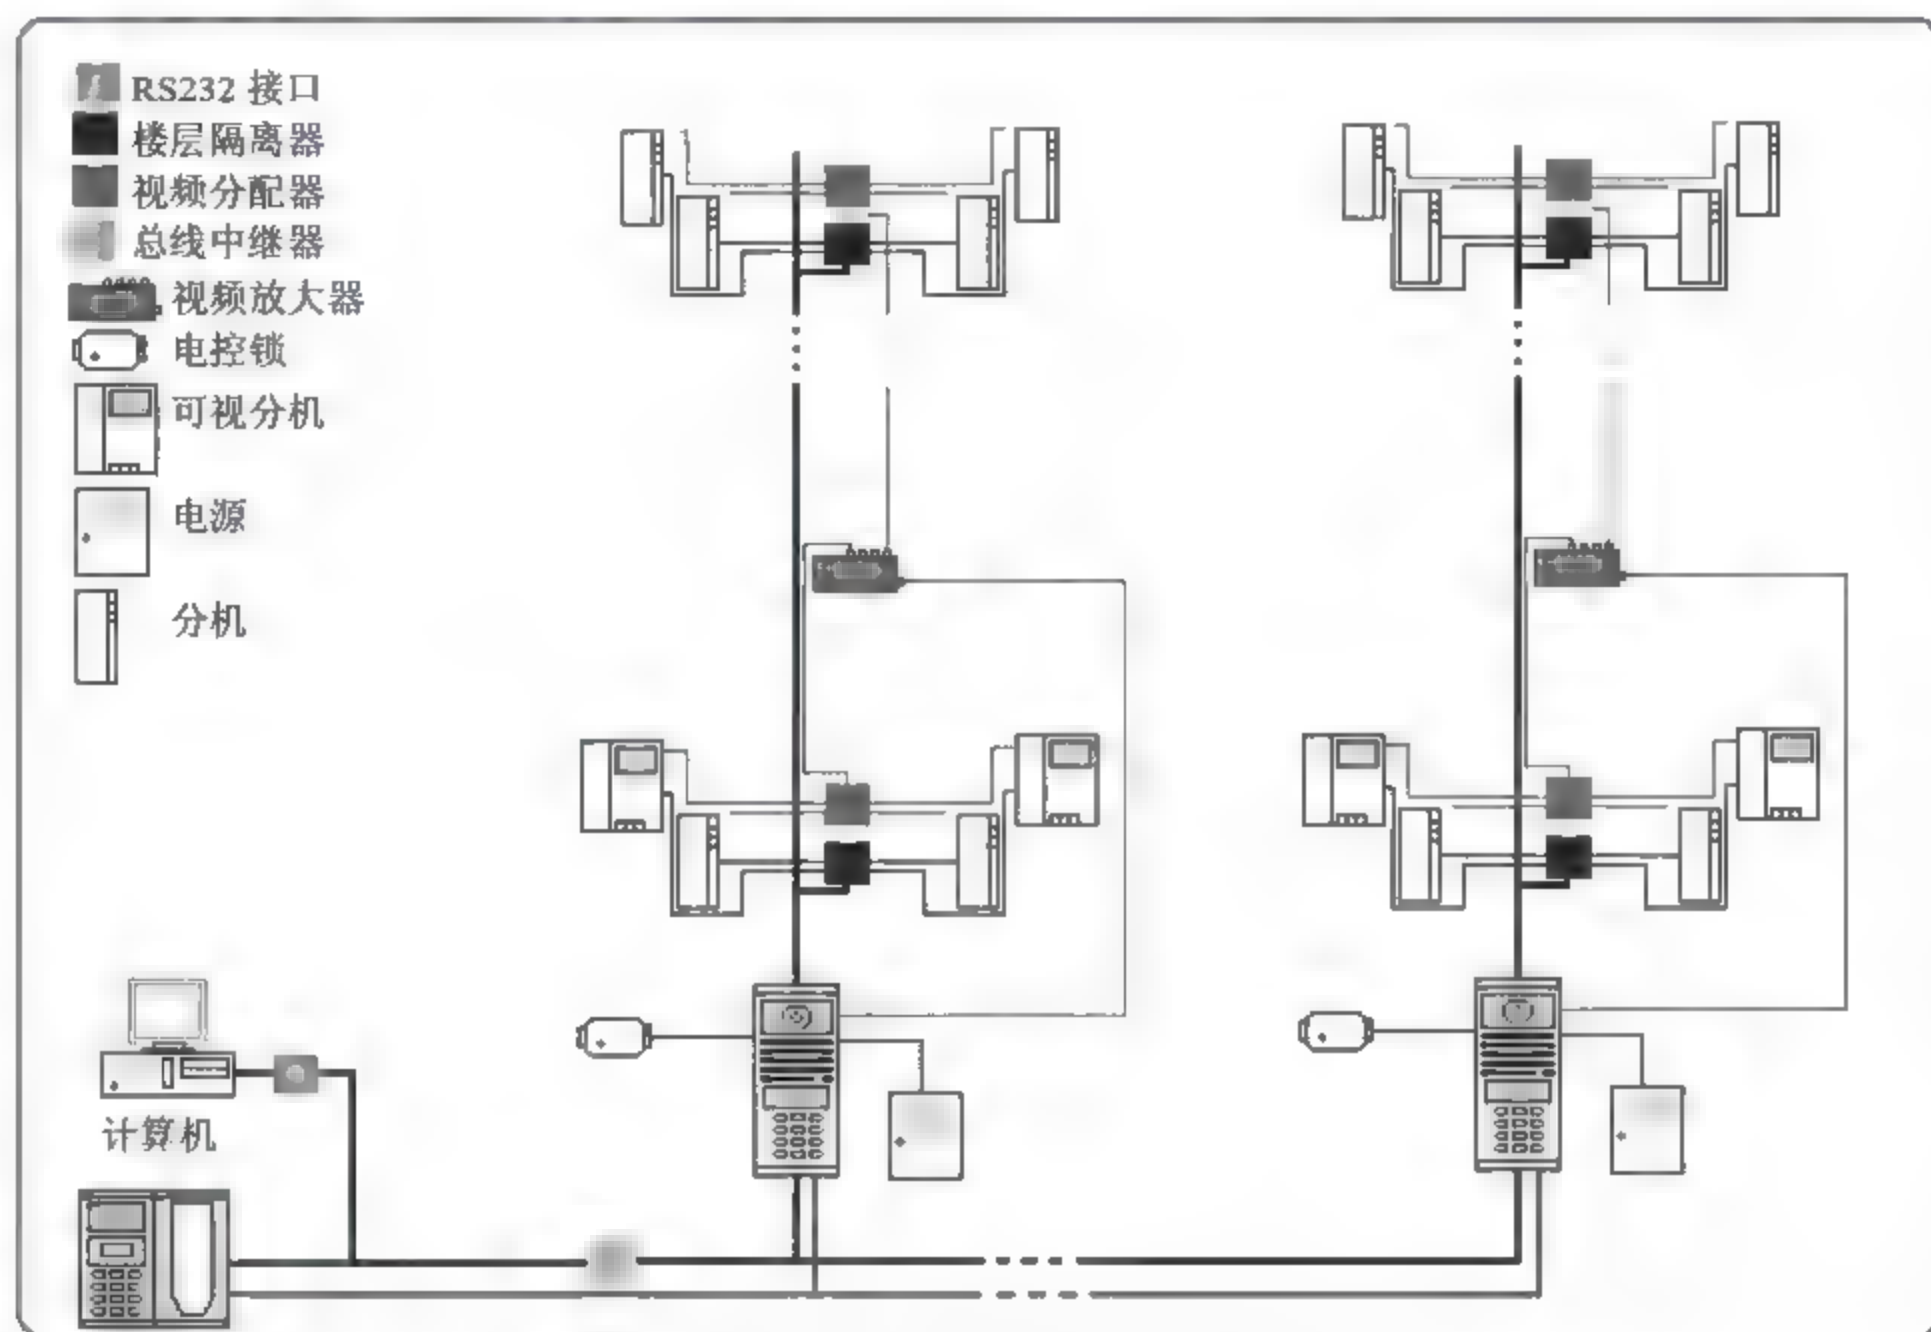 RS232 接口
楼层隔离器
视频分配器
总线中继器
视频放大器
电控锁
可视分机
电源
分机
计算机